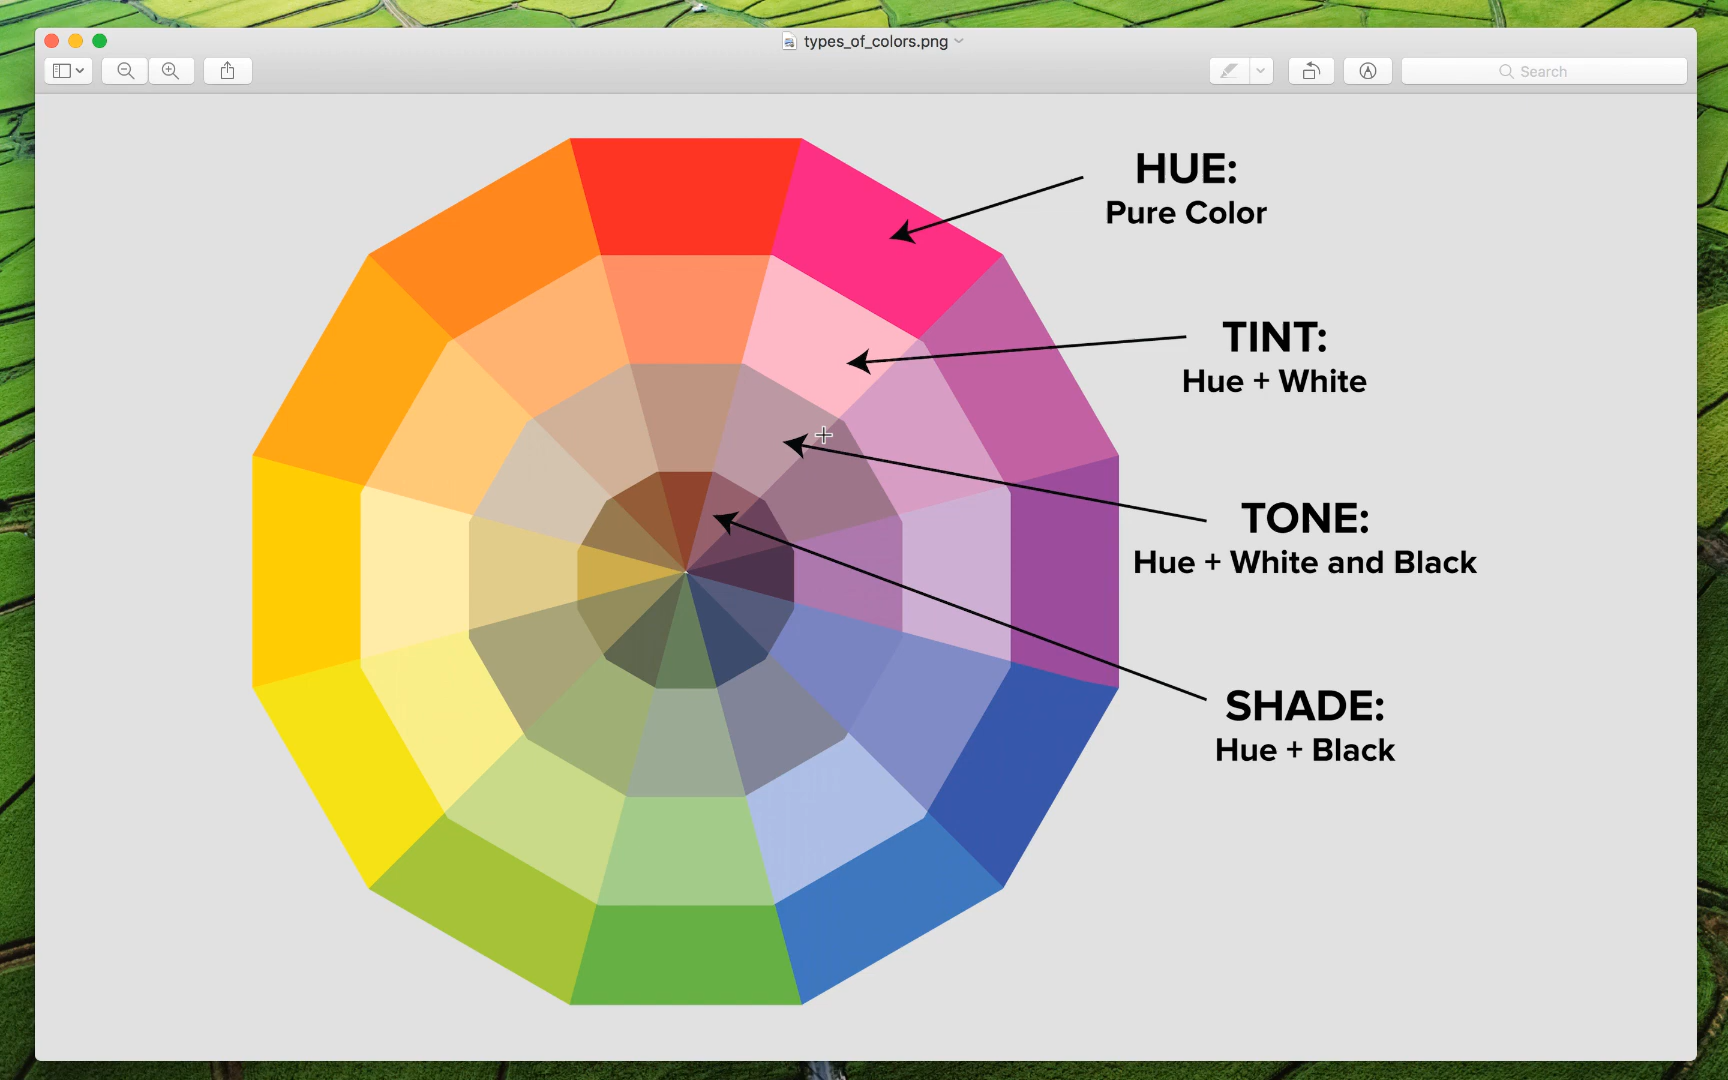 types_of_colors.png
Search
HUE:
Pure Color
TINT:
Hue + White
TONE:
Hue + White and Black
SHADE:
Hue + Black